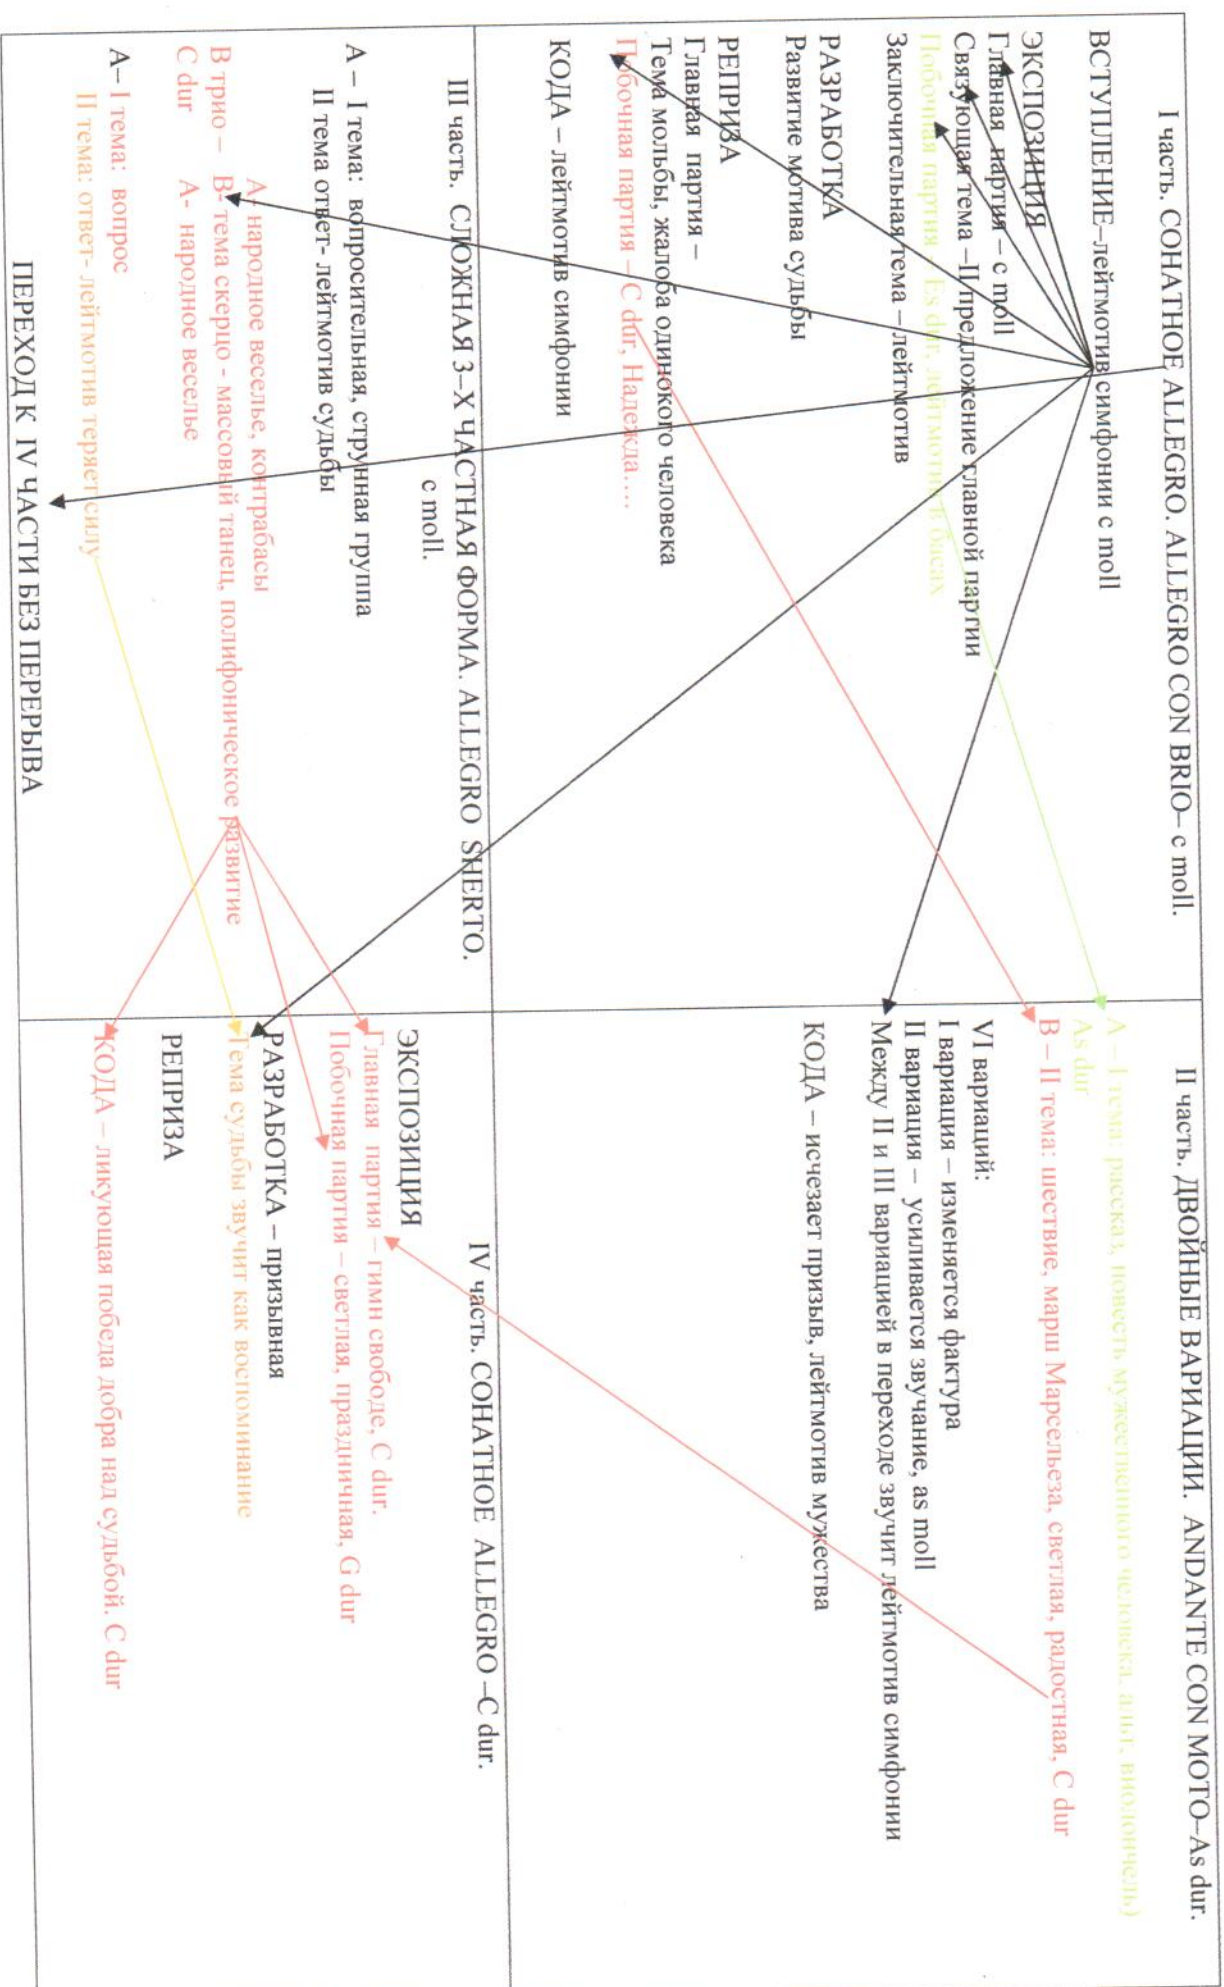 I часть. СОНАТНОЕ ALLEGRO. ALLEGRO CON BRIO– c moll.
ВСТУПЛЕНИЕ–лейтмотив симфонии c moll
ЭКСПОЗИЦИЯ
Главная партия – c moll
Связующая тема –II предложение главной партии
Побочная партия – Es dur, лейтмотив в басах
Заключительная тема – лейтмотив
РАЗРАБОТКА
Развитие мотива судьбы
РЕПРИЗА
Главная партия –
Тема мольбы, жалоба одинокого человека
Побочная партия – C dur, Надежда….
КОДА – лейтмотив симфонии
II часть. ДВОЙНЫЕ ВАРИАЦИИ. ANDANTE CON MOTO–As dur.
А – I тема: рассказ, повесть мужественного человека. альт, виолончель)
As dur
В – II тема: шествие, марш Марсельеза, светлая, радостная, C dur
VI вариаций:
I вариация – изменяется фактура
II вариация – усиливается звучание, as moll
Между II и III вариацией в переходе звучит лейтмотив симфонии
КОДА – исчезает призыв, лейтмотив мужества
III часть. СЛОЖНАЯ 3–Х ЧАСТНАЯ ФОРМА. ALLEGRO SHERTO.
c moll.
А – I тема: вопросительная, струнная группа
II тема ответ- лейтмотив судьбы
А- народное веселье, контрабасы
В трио – В- тема скерцо - массовый танец, полифоническое развитие
C dur А- народное веселье
А– I тема: вопрос
II тема: ответ- лейтмотив теряет силу
ПЕРЕХОД К IV ЧАСТИ БЕЗ ПЕРЕРЫВА
IV часть. СОНАТНОЕ ALLEGRO –C dur.
ЭКСПОЗИЦИЯ
Главная партия – гимн свободе, C dur.
Побочная партия – светлая, праздничная, G dur
РАЗРАБОТКА – призывная
Тема судьбы звучит как воспоминание
РЕПРИЗА
КОДА – ликующая победа добра над судьбой. C dur